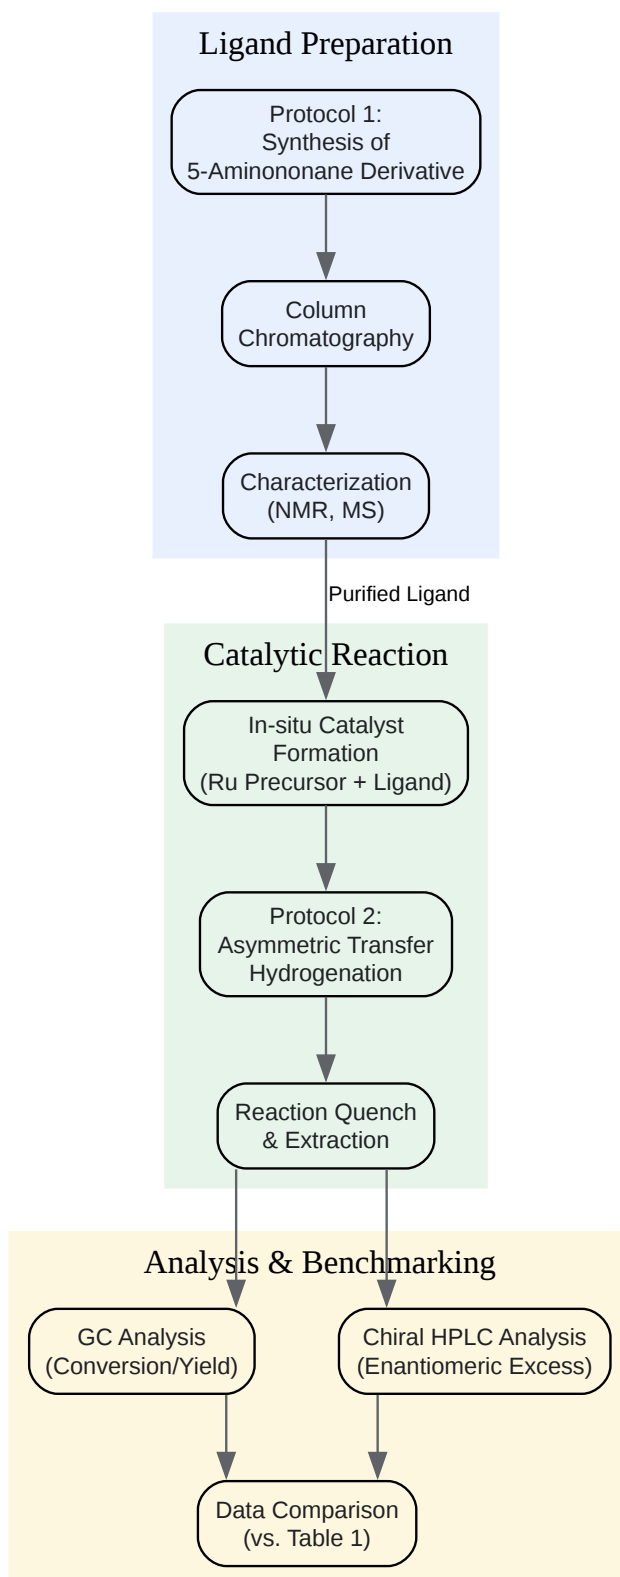 Ligand Preparation
Protocol 1:
Synthesis of
5-Aminononane Derivative
Column
Chromatography
Characterization
(NMR, MS)
Purified Ligand
Catalytic Reaction
In-situ Catalyst
Formation
(Ru Precursor + Ligand)
Protocol 2:
Asymmetric Transfer
Hydrogenation
Reaction Quench
& Extraction
Analysis & Benchmarking
GC Analysis
(Conversion/Yield)
Chiral HPLC Analysis
(Enantiomeric Excess)
Data Comparison
(vs. Table 1)